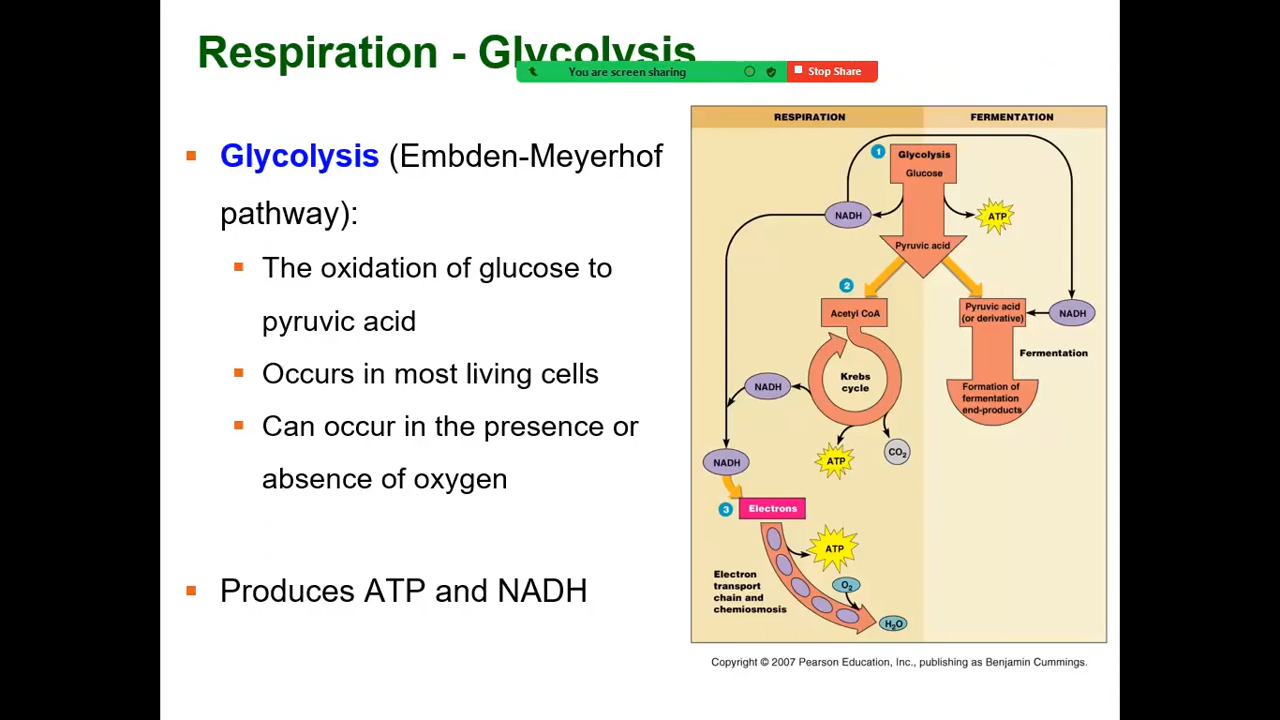 Respiration - Glycolysis
You are screen sharing
Stop Share
▪ Glycolysis (Embden-Meyerhof
pathway):
▪ The oxidation of glucose to
pyruvic acid
▪ Occurs in most living cells
▪ Can occur in the presence or
absence of oxygen
▪ Produces ATP and NADH
RESPIRATION
FERMENTATION
1
Glycolysis
Glucose
NADH
ATP
Pyruvic acid
2
Acetyl CoA
Pyruvic acid
(or derivative)
NADH
Fermentation
Krebs
cycle
NADH
Formation of
fermentation
end-products
ATP
CO2
NADH
3
Electrons
ATP
Electron
transport
chain and
chemiosmosis
O2
H2O
Copyright © 2007 Pearson Education, Inc., publishing as Benjamin Cummings.